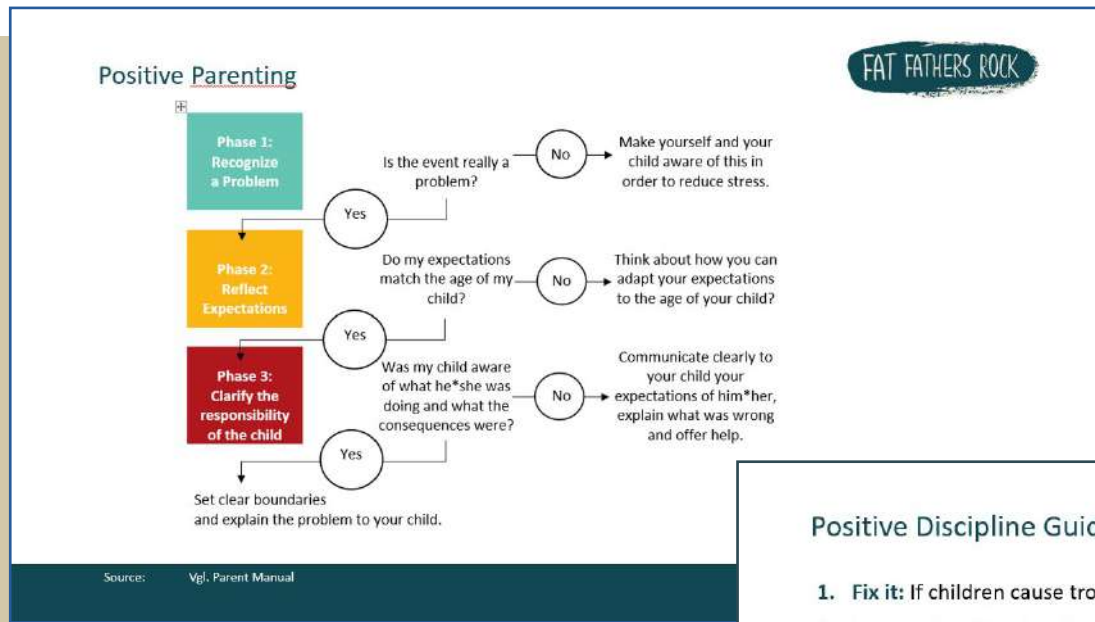 FAT FATHERS ROCK
Positive Parenting
Phase 1:
Recognize
a Problem
Is the event really a
problem?
No
Make yourself and your
child aware of this in
order to reduce stress.
Yes
Phase 2:
Reflect
Expectations
Do my expectations
match the age of my
child?
No
Think about how you can
adapt your expectations
to the age of your child?
Yes
Phase 3:
Clarify the
responsibility
of the child
Was my child aware
of what he*she was
doing and what the
consequences were?
No
Communicate clearly to
your child your
expectations of him*her,
explain what was wrong
and offer help.
Yes
Set clear boundaries
and explain the problem to your child.
Source: Vgl. Parent Manual
Positive Discipline
1. Fix it: If children cause